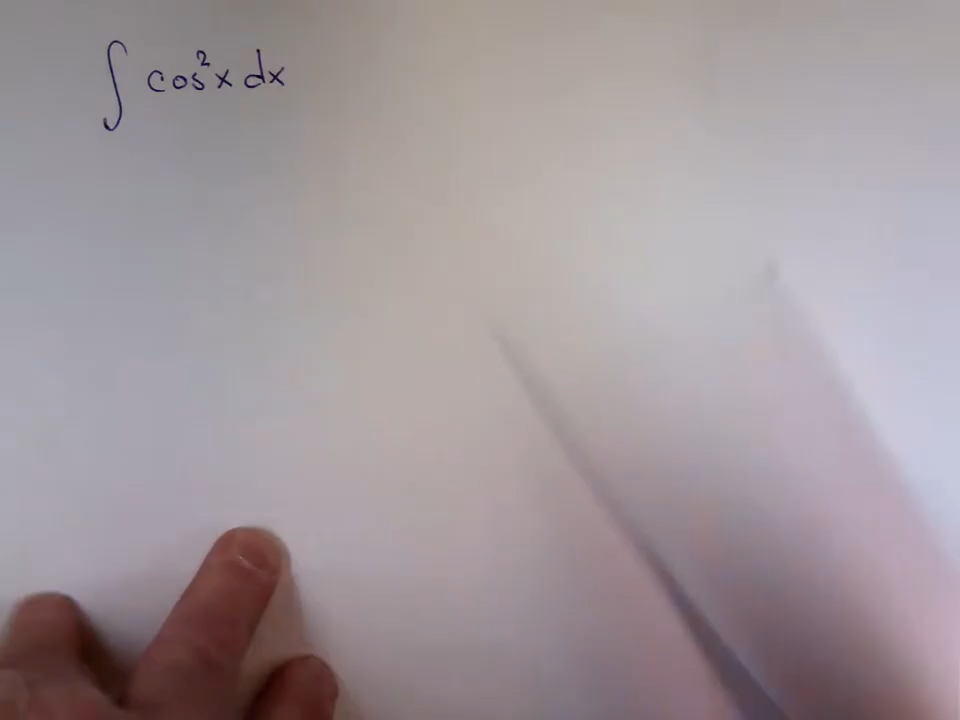 ∫ cos²x dx